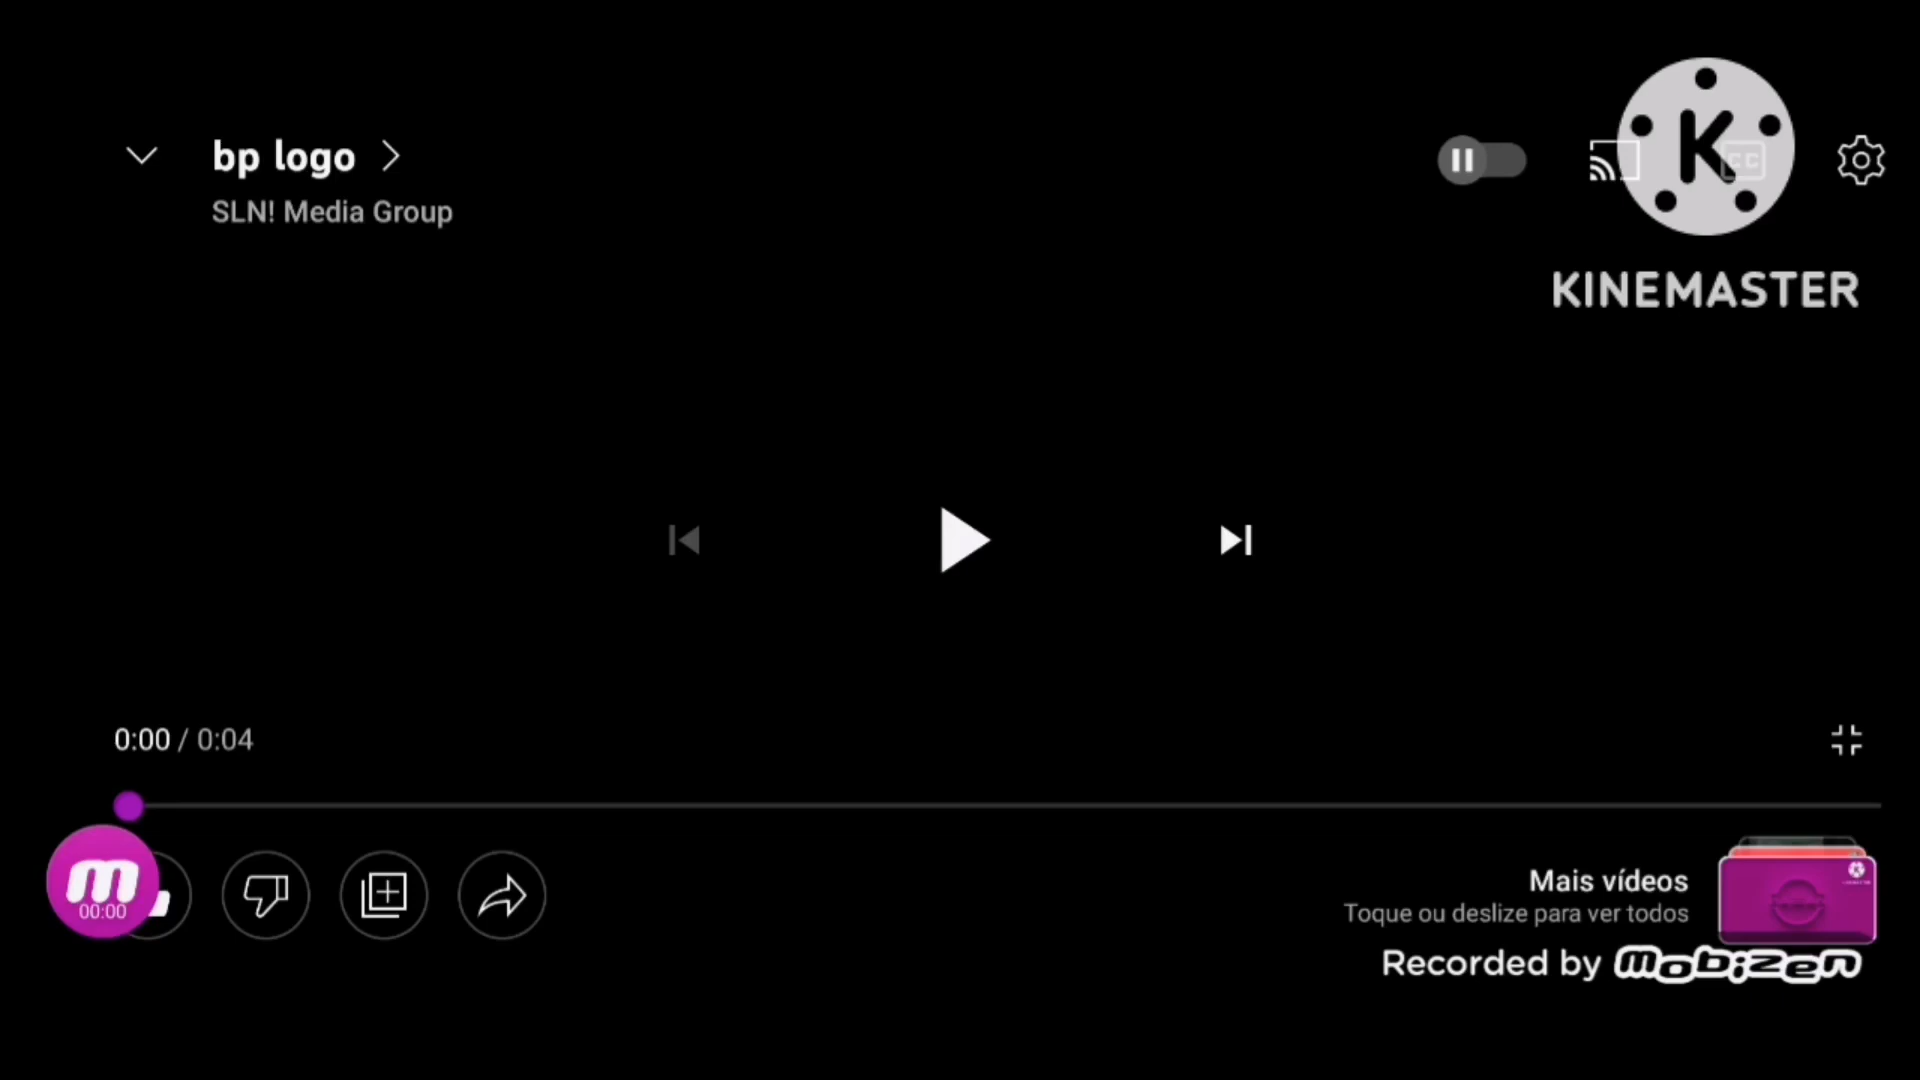 bp logo
SLN! Media Group
K
CC
KINEMASTER
0:00 / 0:04
m
00:00
Mais vídeos
Toque ou deslize para ver todos
Recorded by mobizen